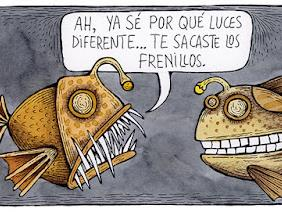 AH, YA SÉ POR QUÉ LUCES
DIFERENTE... TE SACASTE LOS
FRENILLOS.